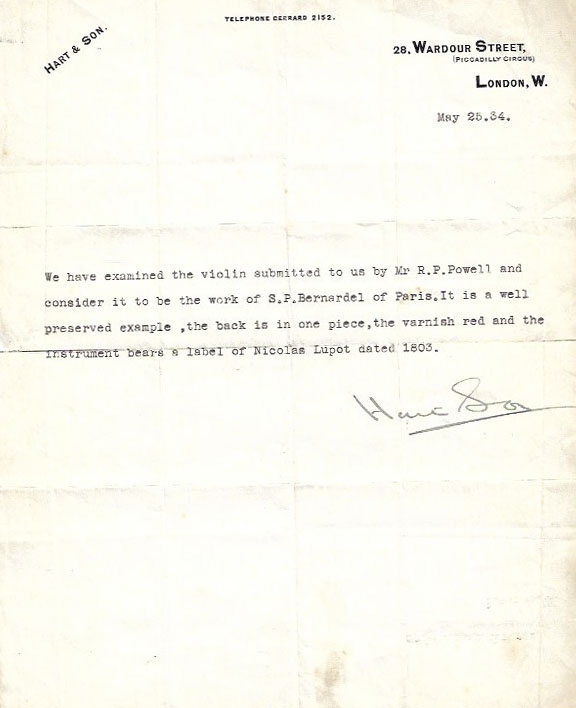 TELEPHONE GERRARD 2152.
HART & SON.
28, WARDOUR STREET,
(PICCADILLY CIRCUS)
LONDON, W.
May 25.34.
We have examined the violin submitted to us by Mr R.P.Powell and
consider it to be the work of S.P.Bernardel of Paris.It is a well
preserved example ,the back is in one piece,the varnish red and the
instrument bears a label of Nicolas Lupot dated 1803.
Hart & Son